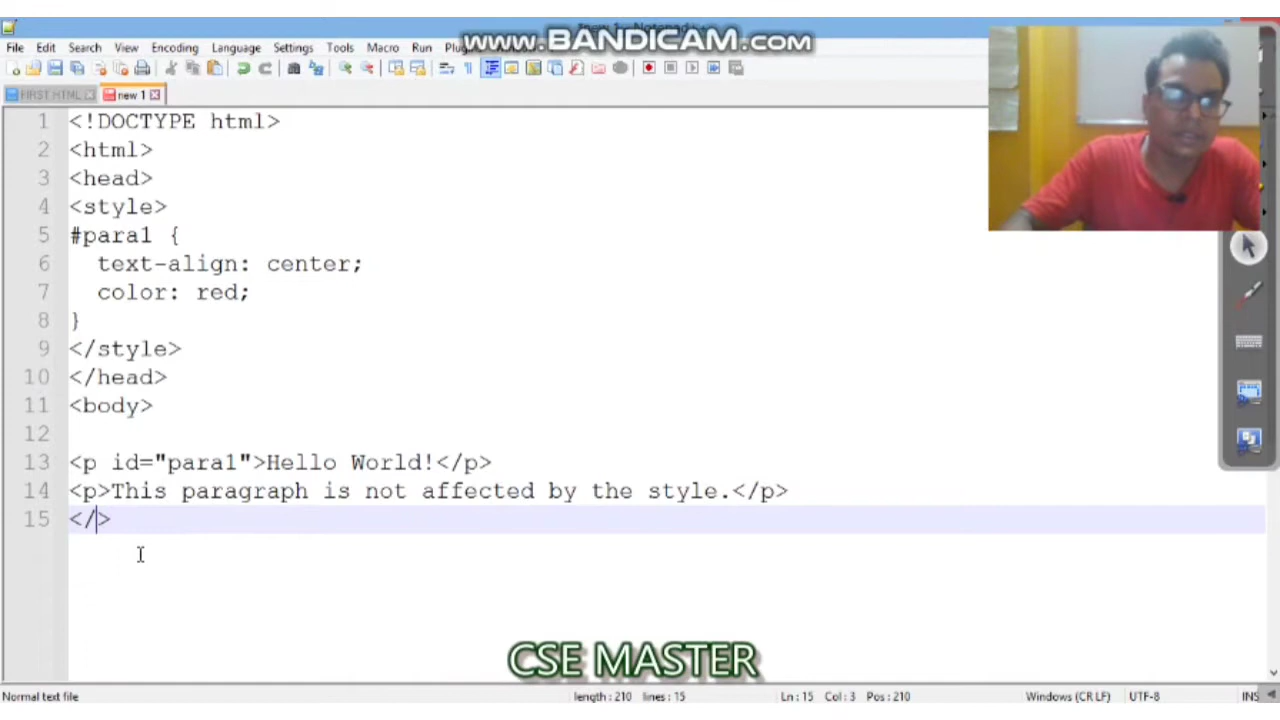 www.BANDICAM.com
File Edit Search View Encoding Language Settings Tools Macro Run
FIRST HTML new 1
1 <!DOCTYPE html>
2 <html>
3 <head>
4 <style>
5 #para1 {
6 text-align: center;
7 color: red;
8 }
9 </style>
10 </head>
11 <body>
12
13 <p id="para1">Hello World!</p>
14 <p>This paragraph is not affected by the style.</p>
15 </>
CSE MASTER
Normal text file length : 210 lines : 15 Ln : 15 Col : 3 Pos : 210 Windows (CR LF) UTF-8 INS